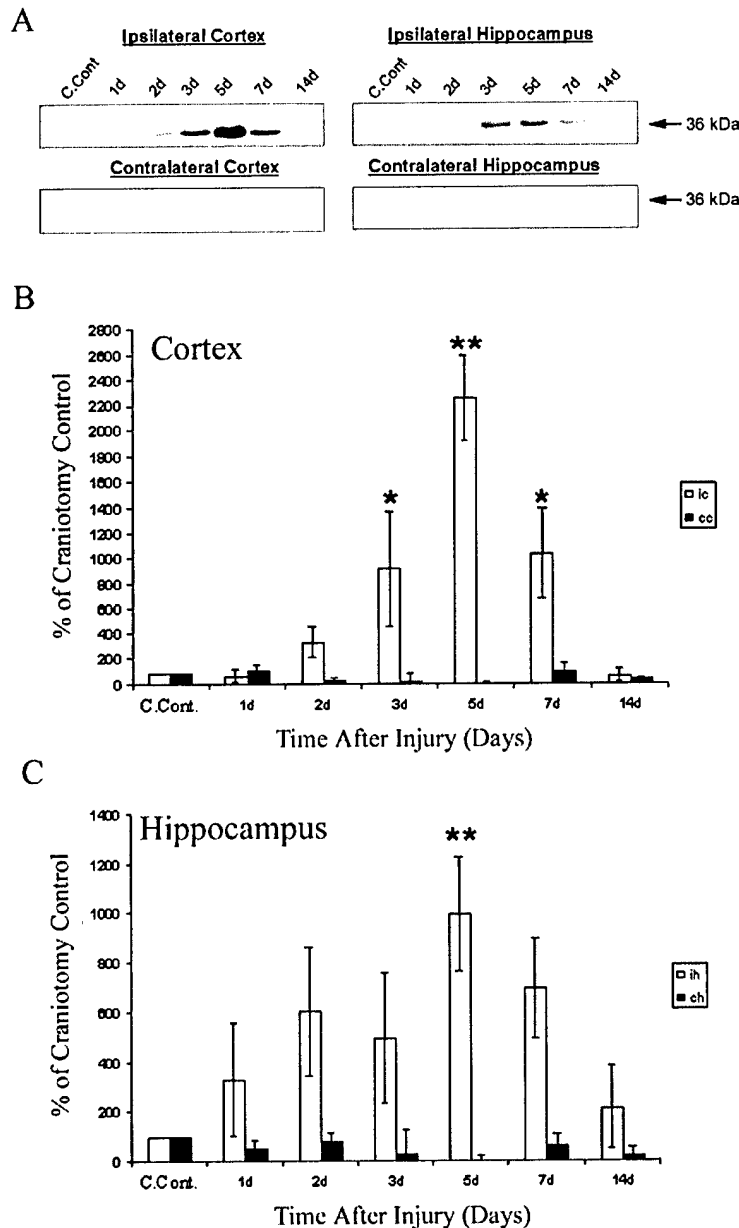 A
Ipsilateral Cortex
Ipsilateral Hippocampus
C.Cont 1d 2d 3d 5d 7d 14d
C.Cont 1d 2d 3d 5d 7d 14d
36 kDa
Contralateral Cortex
Contralateral Hippocampus
36 kDa
B
Cortex
% of Craniotomy Control
2800
2600
2400
2200
2000
1800
1600
1400
1200
1000
800
600
400
200
0
*
**
*
ic
cc
C.Cont. 1d 2d 3d 5d 7d 14d
Time After Injury (Days)
C
Hippocampus
% of Craniotomy Control
1400
1200
1000
800
600
400
200
0
**
ih
ch
C.Cont. 1d 2d 3d 5d 7d 14d
Time After Injury (Days)